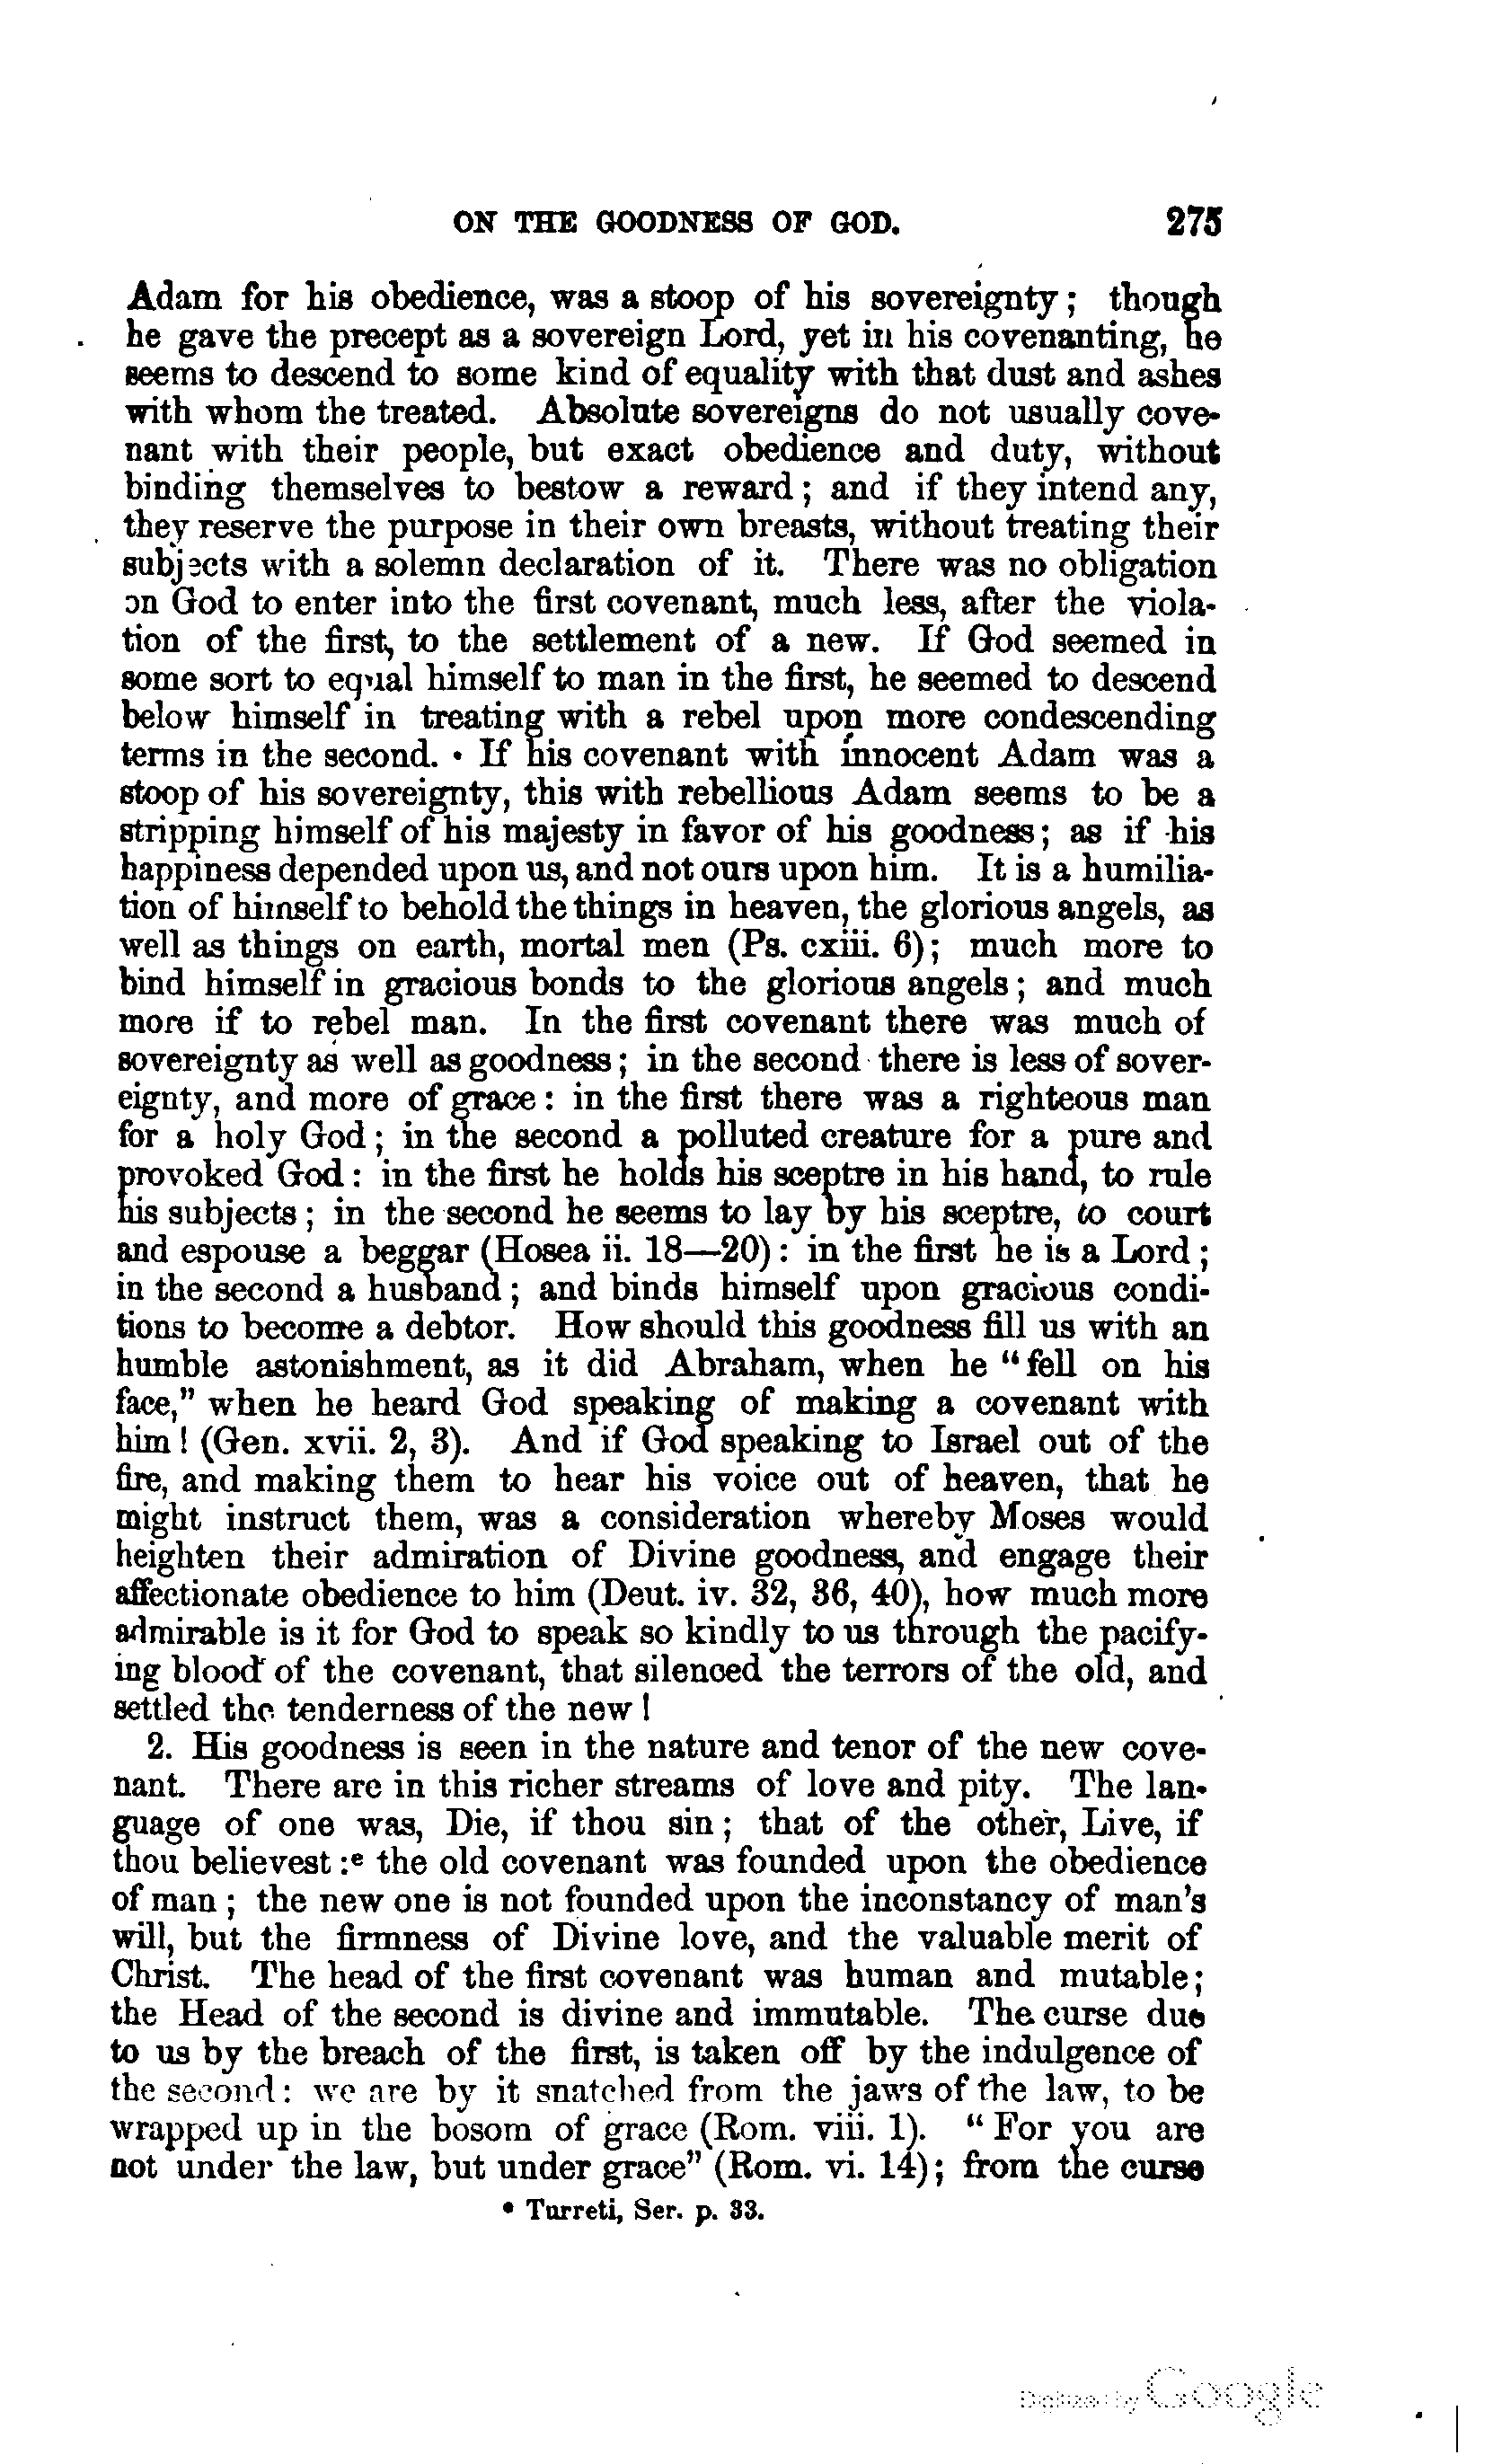 ON THE GOODNESS OF GOD. 275
Adam for his obedience, was a stoop of his sovereignty; though
he gave the precept as a sovereign Lord, yet in his covenanting, he
seems to descend to some kind of equality with that dust and ashes
with whom the treated. Absolute sovereigns do not usually cove-
nant with their people, but exact obedience and duty, without
binding themselves to bestow a reward; and if they intend any,
they reserve the purpose in their own breasts, without treating their
subjects with a solemn declaration of it. There was no obligation
on God to enter into the first covenant, much less, after the viola-
tion of the first, to the settlement of a new. If God seemed in
some sort to equal himself to man in the first, he seemed to descend
below himself in treating with a rebel upon more condescending
terms in the second. • If his covenant with innocent Adam was a
stoop of his sovereignty, this with rebellious Adam seems to be a
stripping himself of his majesty in favor of his goodness; as if his
happiness depended upon us, and not ours upon him. It is a humilia-
tion of himself to behold the things in heaven, the glorious angels, as
well as things on earth, mortal men (Ps. cxiii. 6); much more to
bind himself in gracious bonds to the glorious angels; and much
more if to rebel man. In the first covenant there was much of
sovereignty as well as goodness; in the second there is less of sover-
eignty, and more of grace: in the first there was a righteous man
for a holy God; in the second a polluted creature for a pure and
provoked God: in the first he holds his sceptre in his hand, to rule
his subjects; in the second he seems to lay by his sceptre, to court
and espouse a beggar (Hosea ii. 18—20): in the first he is a Lord;
in the second a husband; and binds himself upon gracious condi-
tions to become a debtor. How should this goodness fill us with an
humble astonishment, as it did Abraham, when he "fell on his
face," when he heard God speaking of making a covenant with
him! (Gen. xvii. 2, 3). And if God speaking to Israel out of the
fire, and making them to hear his voice out of heaven, that he
might instruct them, was a consideration whereby Moses would
heighten their admiration of Divine goodness, and engage their
affectionate obedience to him (Deut. iv. 32, 36, 40), how much more
admirable is it for God to speak so kindly to us through the pacify-
ing blood of the covenant, that silenced the terrors of the old, and
settled the tenderness of the new!
2. His goodness is seen in the nature and tenor of the new cove-
nant. There are in this richer streams of love and pity. The lan-
guage of one was, Die, if thou sin; that of the other, Live, if
thou believest:e the old covenant was founded upon the obedience
of man; the new one is not founded upon the inconstancy of man's
will, but the firmness of Divine love, and the valuable merit of
Christ. The head of the first covenant was human and mutable;
the Head of the second is divine and immutable. The curse due
to us by the breach of the first, is taken off by the indulgence of
the second: we are by it snatched from the jaws of the law, to be
wrapped up in the bosom of grace (Rom. viii. 1). "For you are
not under the law, but under grace" (Rom. vi. 14); from the curse
e Turreti, Ser. p. 33.
Digitized by Google